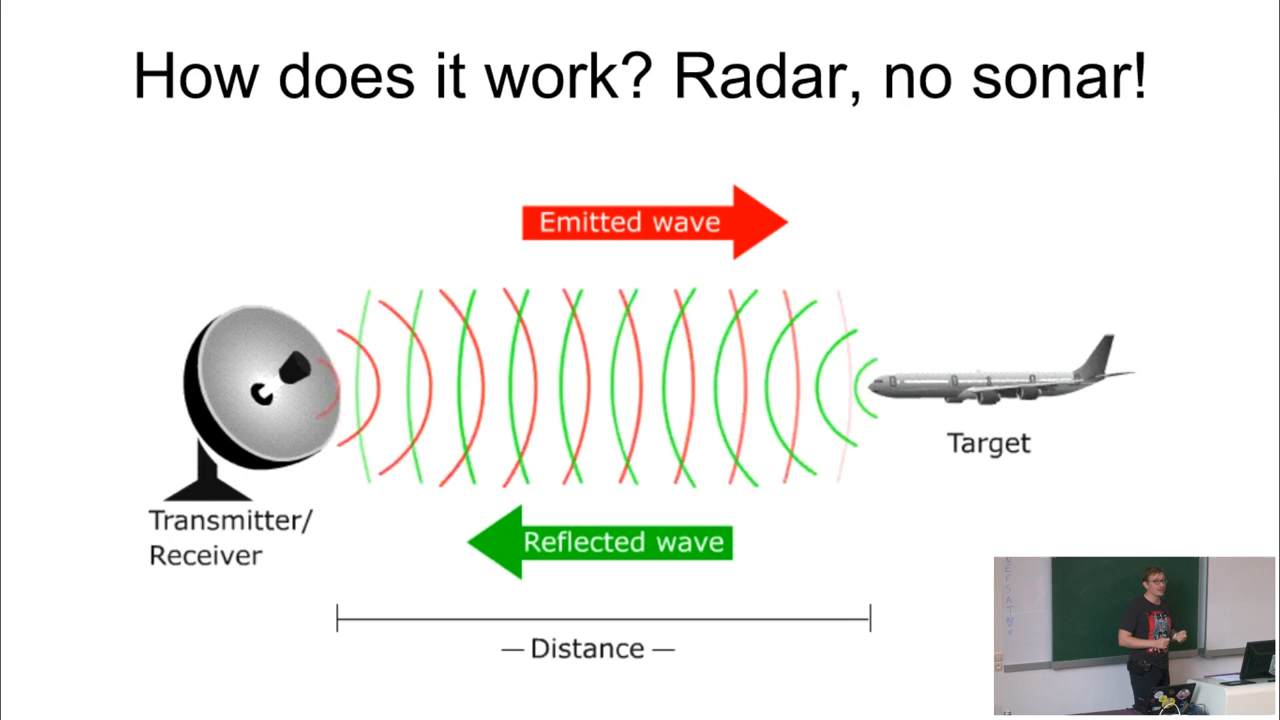 How does it work? Radar, no sonar!
Emitted wave
Target
Transmitter/
Receiver
Reflected wave
— Distance —